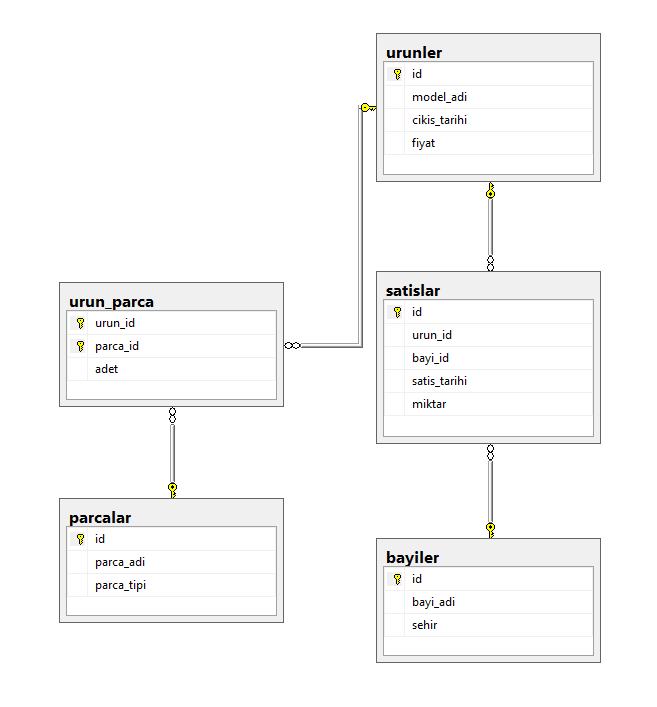 urunler
id
model_adi
cikis_tarihi
fiyat
urun_parca
urun_id
parca_id
adet
satislar
id
urun_id
bayi_id
satis_tarihi
miktar
parcalar
id
parca_adi
parca_tipi
bayiler
id
bayi_adi
sehir